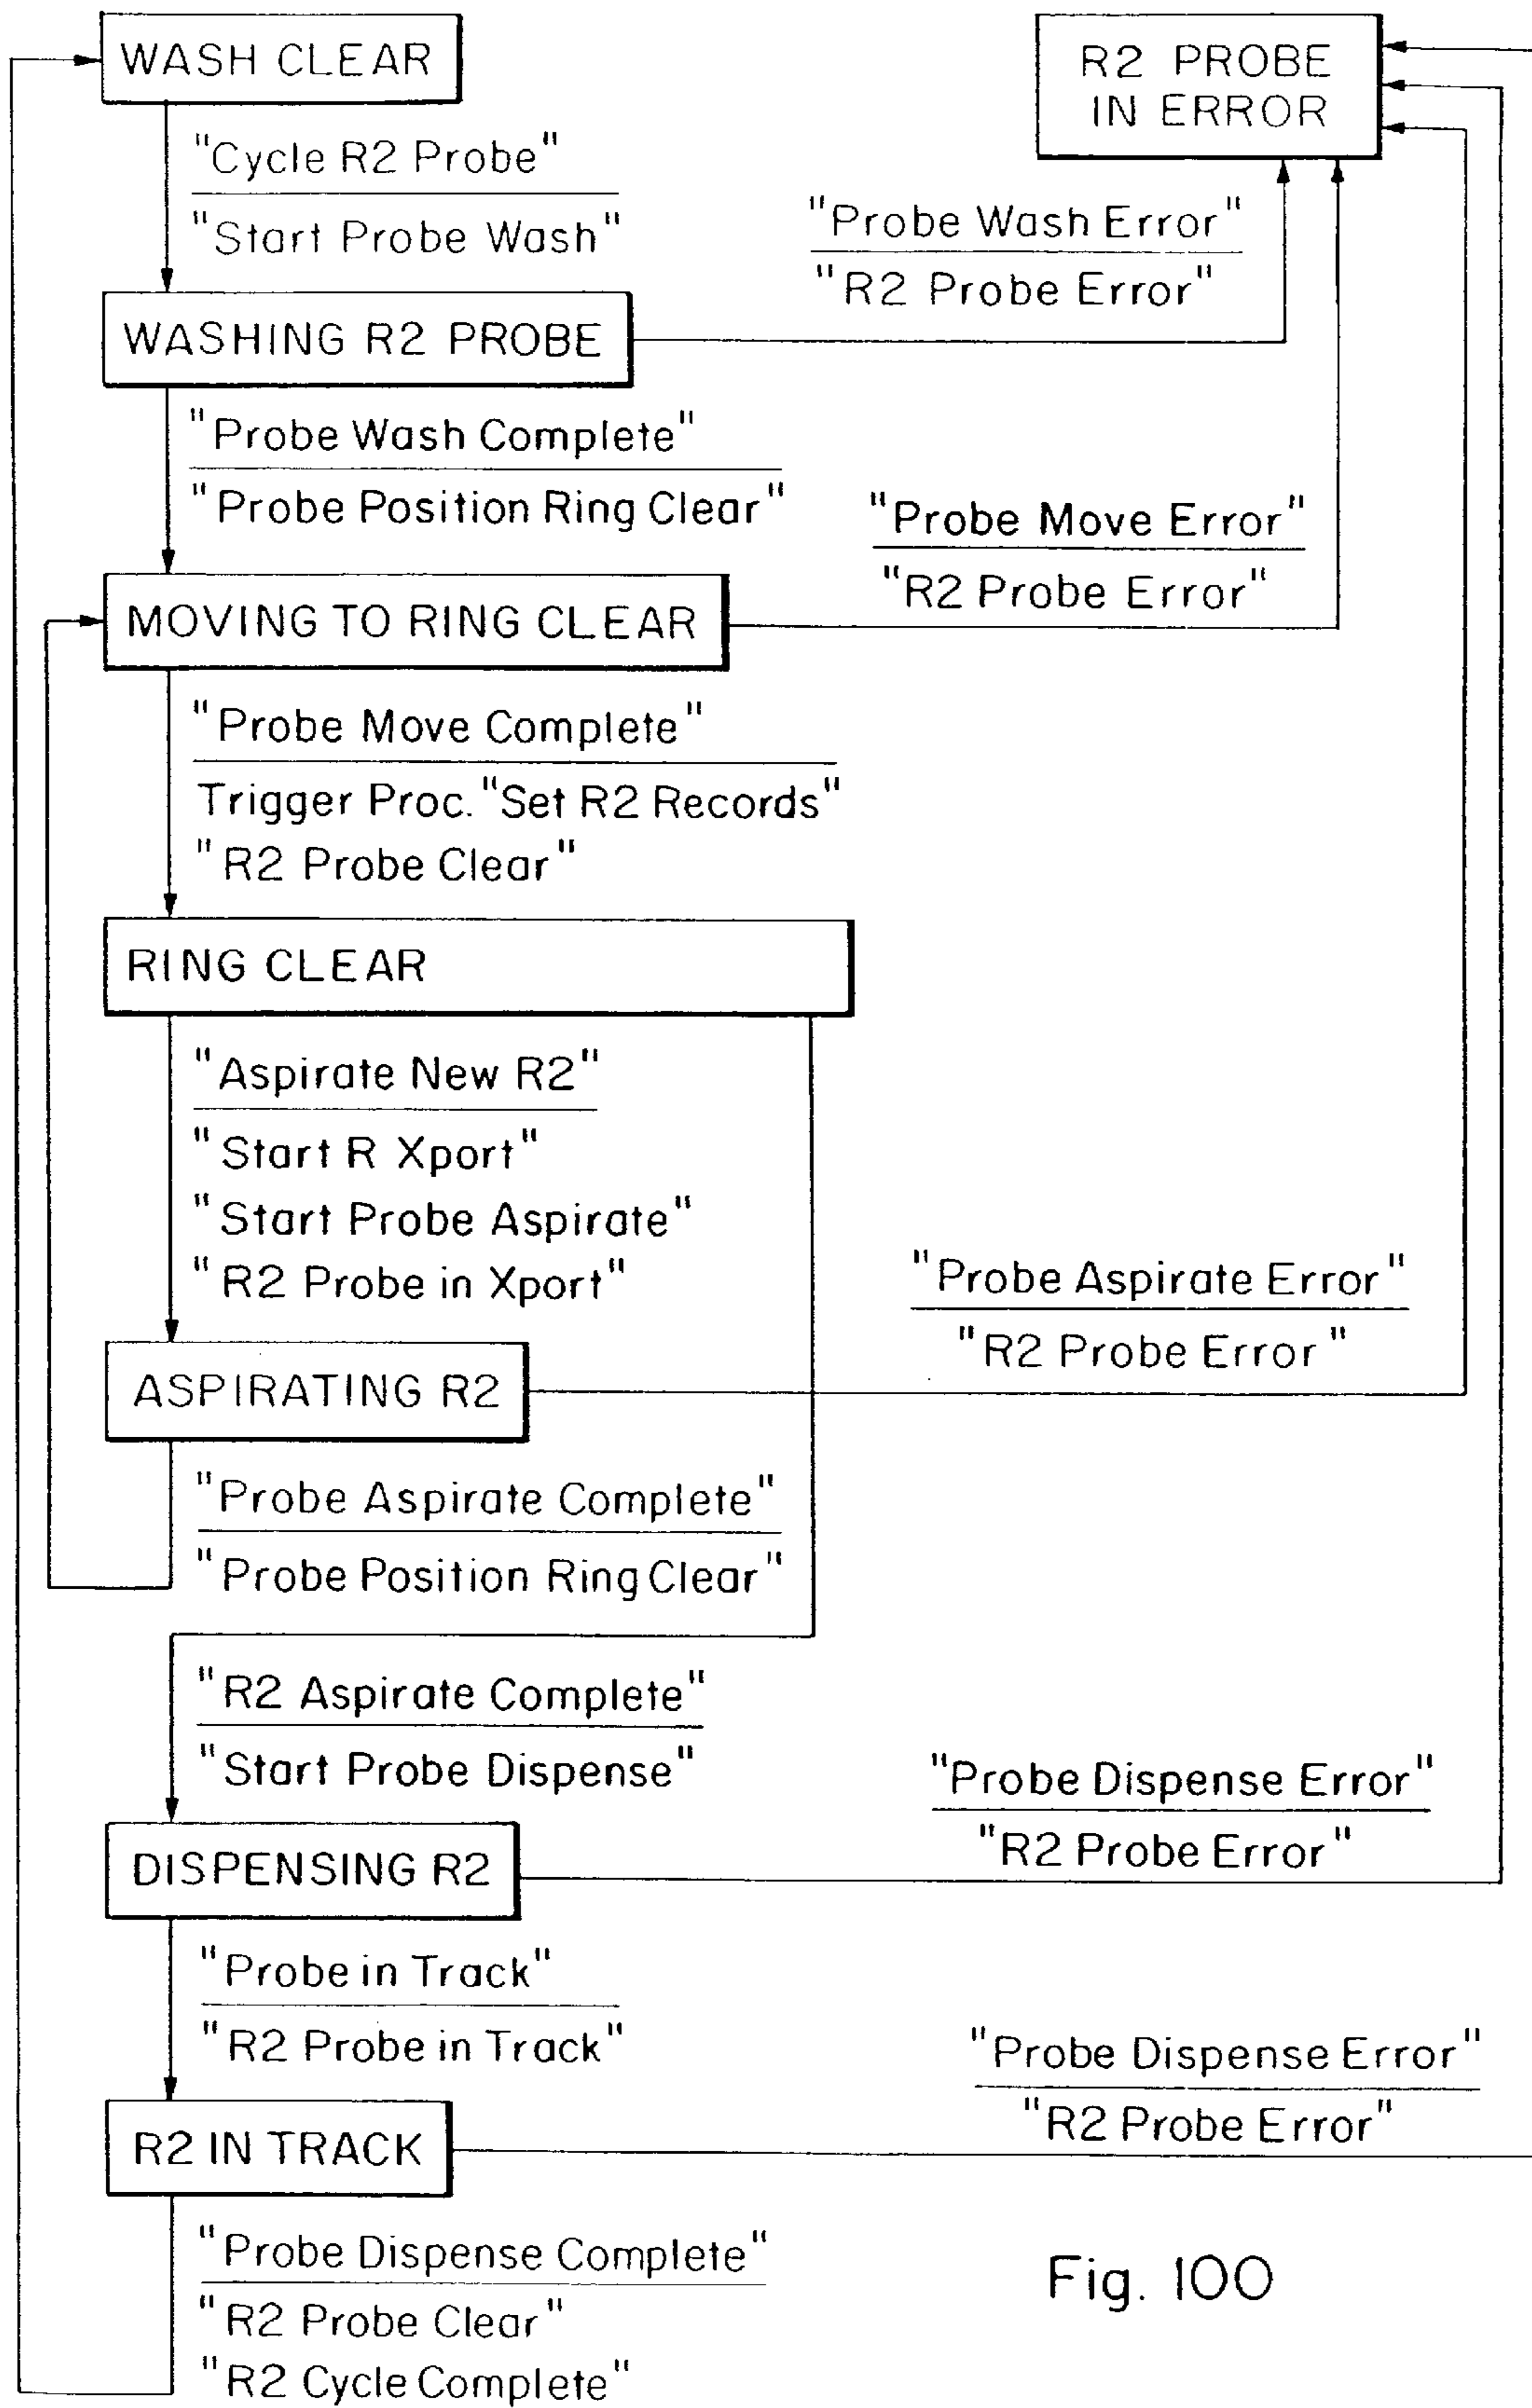 WASH CLEAR
R2 PROBE
IN ERROR
"Cycle R2 Probe"
"Start Probe Wash"
"Probe Wash Error"
"R2 Probe Error"
WASHING R2 PROBE
"Probe Wash Complete"
"Probe Position Ring Clear"
"Probe Move Error"
"R2 Probe Error"
MOVING TO RING CLEAR
"Probe Move Complete"
Trigger Proc. "Set R2 Records"
"R2 Probe Clear"
RING CLEAR
"Aspirate New R2"
"Start R Xport"
"Start Probe Aspirate"
"R2 Probe in Xport"
"Probe Aspirate Error"
"R2 Probe Error"
ASPIRATING R2
"Probe Aspirate Complete"
"Probe Position Ring Clear"
"R2 Aspirate Complete"
"Start Probe Dispense"
"Probe Dispense Error"
"R2 Probe Error"
DISPENSING R2
"Probe in Track"
"R2 Probe in Track"
"Probe Dispense Error"
"R2 Probe Error"
R2 IN TRACK
"Probe Dispense Complete"
"R2 Probe Clear"
"R2 Cycle Complete"
Fig. 100